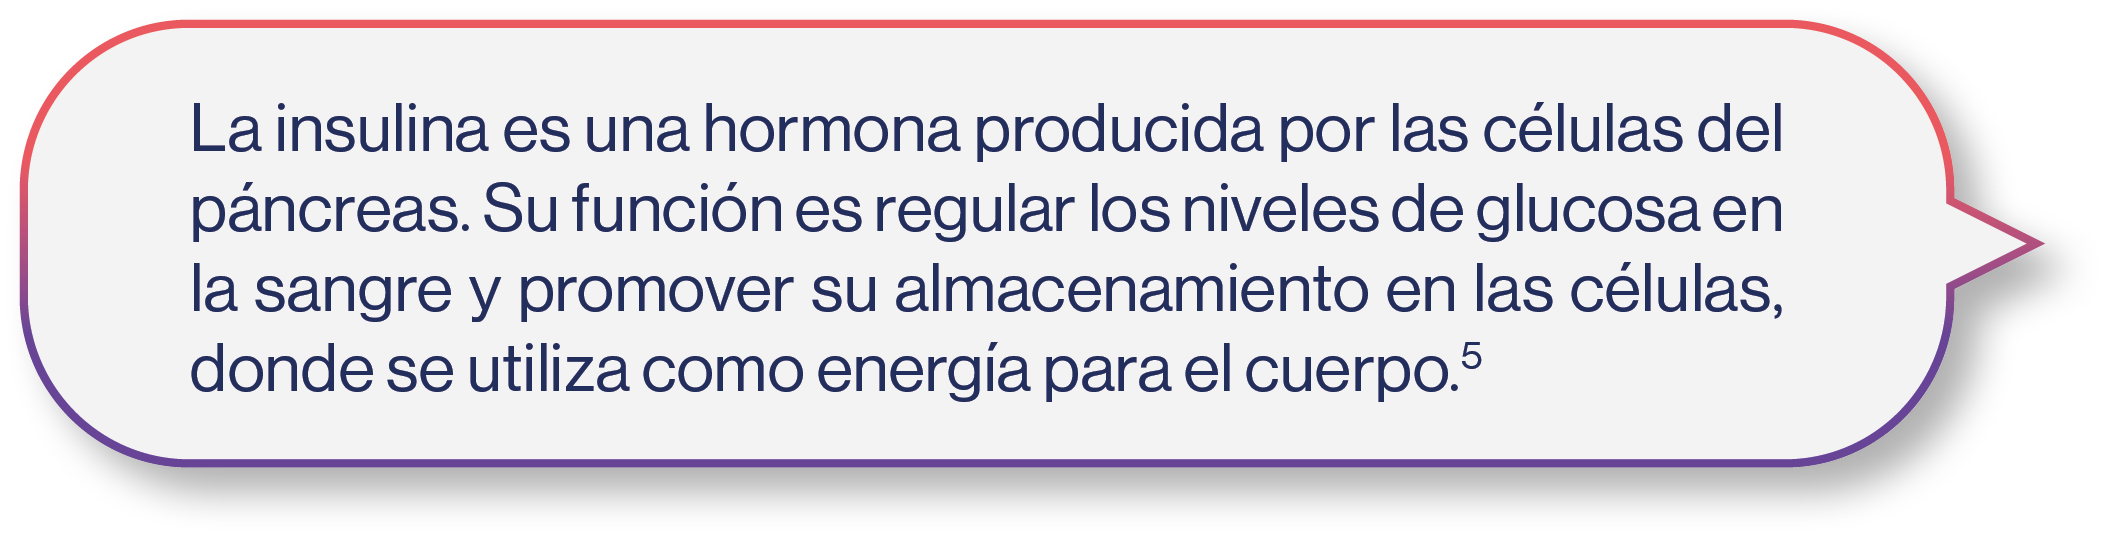 La insulina es una hormona producida por las células del
páncreas. Su función es regular los niveles de glucosa en
la sangre y promover su almacenamiento en las células,
donde se utiliza como energía para el cuerpo.⁵